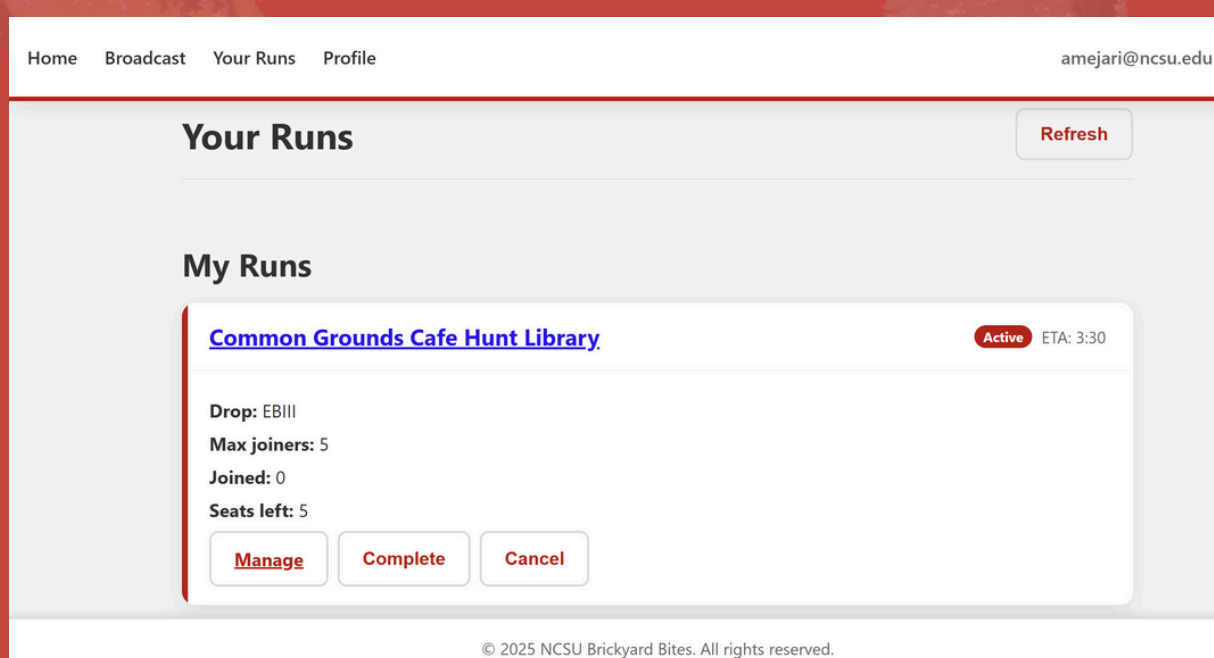 Home Broadcast Your Runs Profile amejari@ncsu.edu
Your Runs Refresh
My Runs
Common Grounds Cafe Hunt Library Active ETA: 3:30
Drop: EBIII
Max joiners: 5
Joined: 0
Seats left: 5
Manage Complete Cancel
© 2025 NCSU Brickyard Bites. All rights reserved.